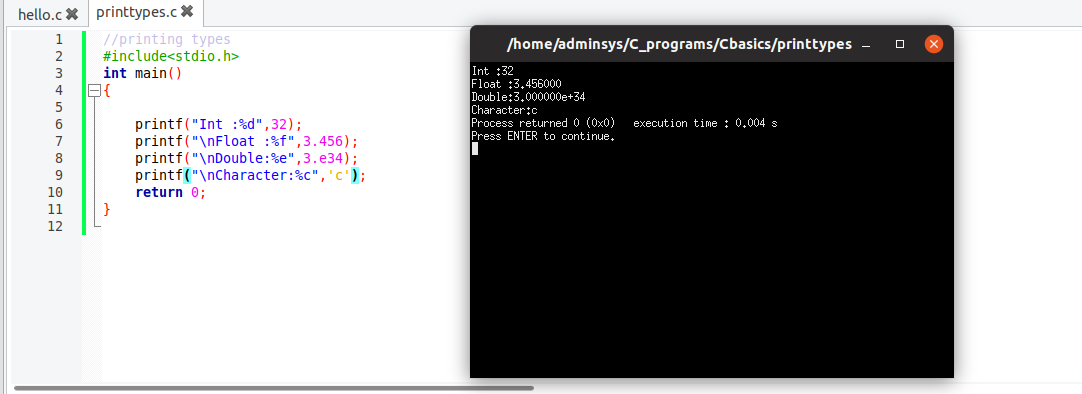 hello.c
printtypes.c
1 //printing types
2 #include<stdio.h>
3 int main()
4 {
5
6 printf("Int :%d",32);
7 printf("\nFloat :%f",3.456);
8 printf("\nDouble:%e",3.e34);
9 printf("\nCharacter:%c",'c');
10 return 0;
11 }
12
/home/adminsys/C_programs/Cbasics/printtypes
Int :32
Float :3.456000
Double:3.000000e+34
Character:c
Process returned 0 (0x0)   execution time : 0.004 s
Press ENTER to continue.